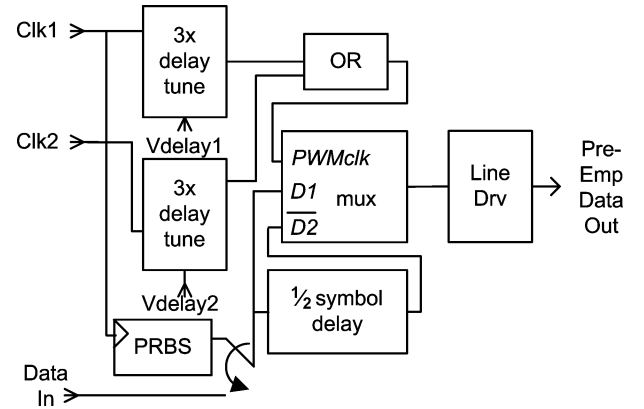 Clk1
3x
delay
tune
OR
Clk2
Vdelay1
3x
delay
tune
PWMclk
D1
mux
D2
Line
Drv
Pre-
Emp
Data
Out
Vdelay2
½ symbol
delay
PRBS
Data
In